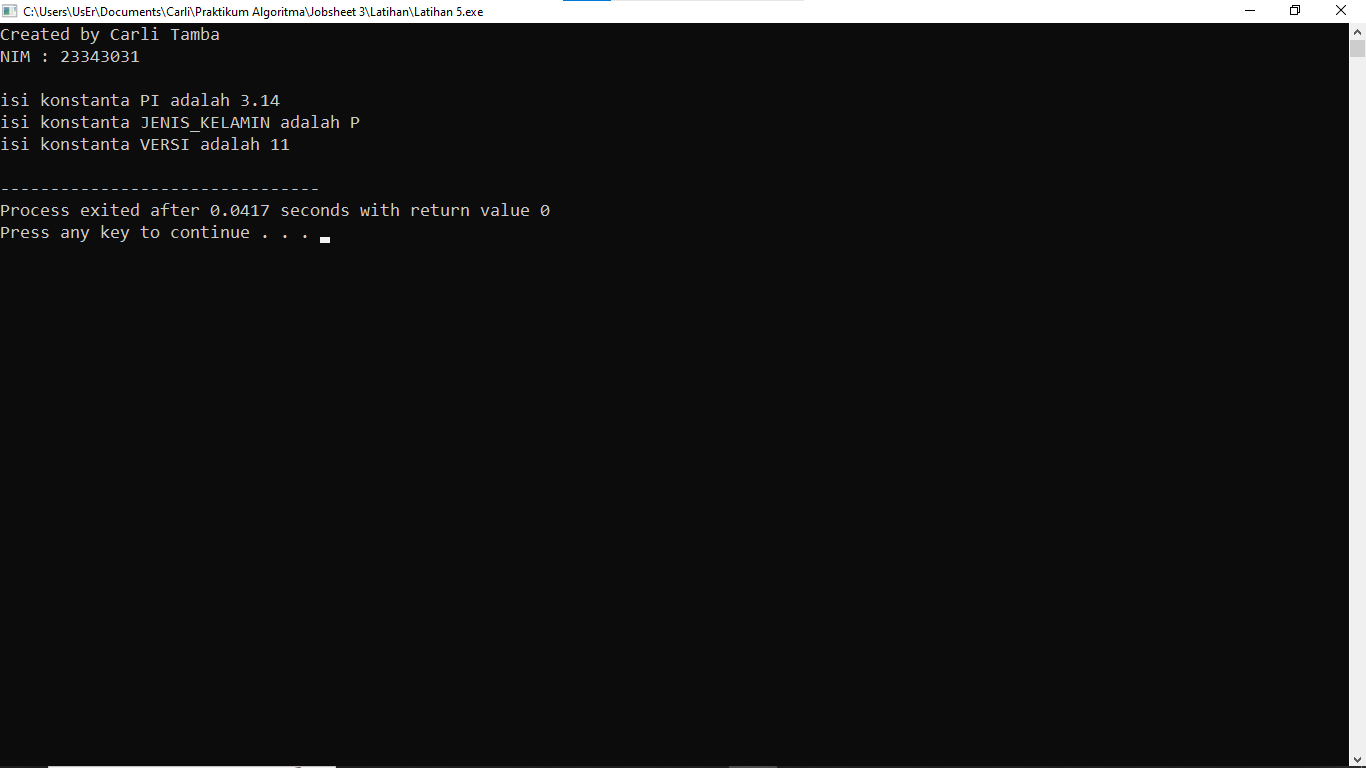 C:\Users\UsEr\Documents\Carli\Praktikum Algoritma\Jobsheet 3\Latihan\Latihan 5.exe
Created by Carli Tamba
NIM : 23343031
isi konstanta PI adalah 3.14
isi konstanta JENIS_KELAMIN adalah P
isi konstanta VERSI adalah 11
--------------------------------
Process exited after 0.0417 seconds with return value 0
Press any key to continue . . .